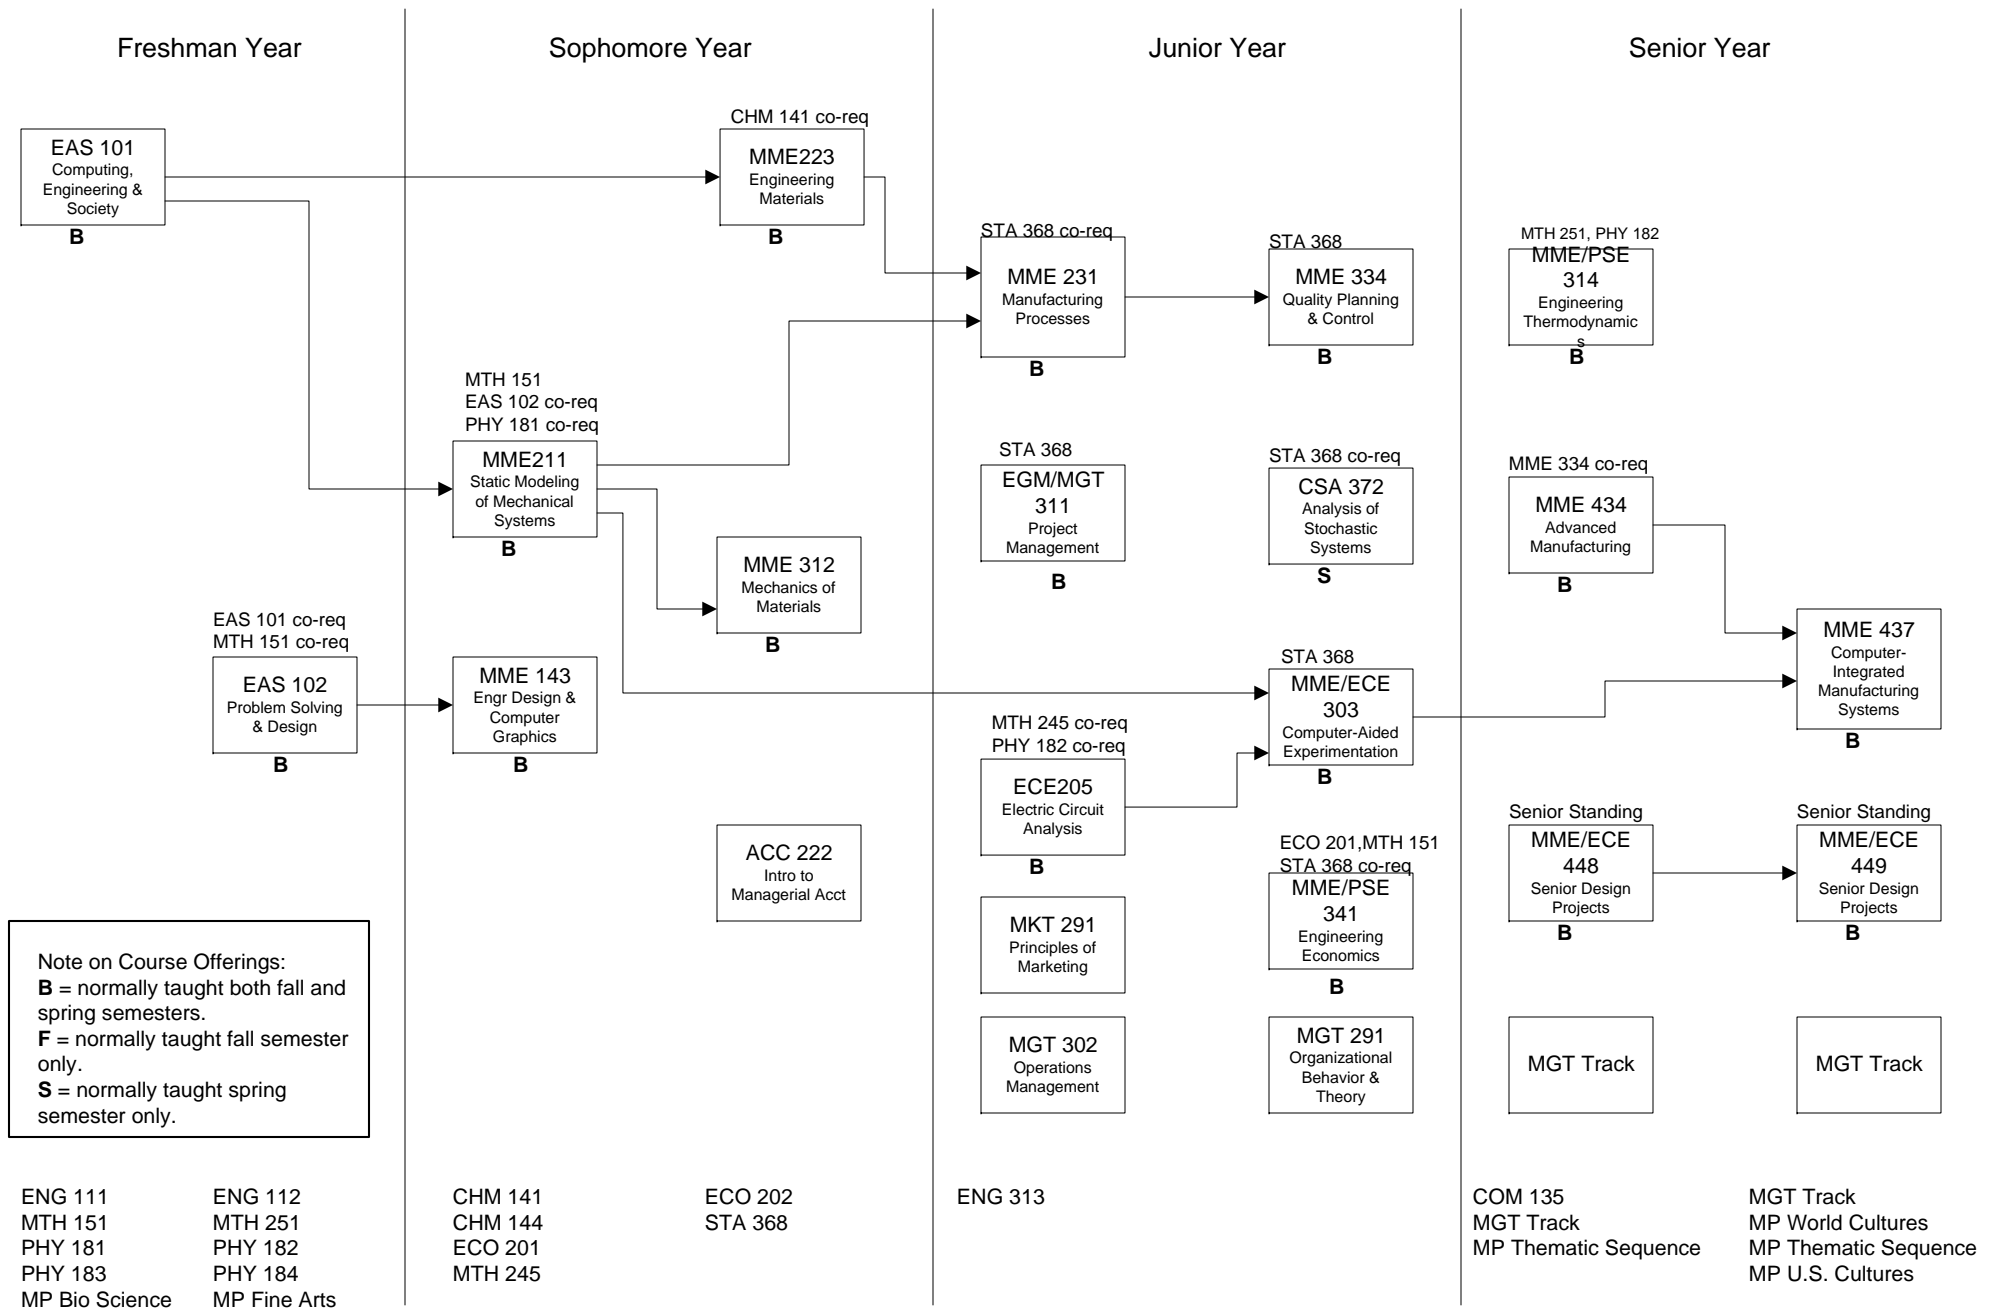 Freshman Year
Sophomore Year
Junior Year
Senior Year
EAS 101
Computing,
Engineering &
Society
B
EAS 101 co-req
MTH 151 co-req
EAS 102
Problem Solving
& Design
B
Note on Course Offerings:
B = normally taught both fall and
spring semesters.
F = normally taught fall semester
only.
S = normally taught spring
semester only.
ENG 111
MTH 151
PHY 181
PHY 183
MP Bio Science
ENG 112
MTH 251
PHY 182
PHY 184
MP Fine Arts
MTH 151
EAS 102 co-req
PHY 181 co-req
MME211
Static Modeling
of Mechanical
Systems
B
MME 143
Engr Design &
Computer
Graphics
B
CHM 141 co-req
MME223
Engineering
Materials
B
MME 312
Mechanics of
Materials
B
ACC 222
Intro to
Managerial Acct
CHM 141
CHM 144
ECO 201
MTH 245
ECO 202
STA 368
STA 368 co-req
MME 231
Manufacturing
Processes
B
STA 368
EGM/MGT
311
Project
Management
B
MTH 245 co-req
PHY 182 co-req
ECE205
Electric Circuit
Analysis
B
MKT 291
Principles of
Marketing
MGT 302
Operations
Management
ENG 313
STA 368
MME 334
Quality Planning
& Control
B
STA 368 co-req
CSA 372
Analysis of
Stochastic
Systems
S
STA 368
MME/ECE
303
Computer-Aided
Experimentation
B
ECO 201,MTH 151
STA 368 co-req
MME/PSE
341
Engineering
Economics
B
MGT 291
Organizational
Behavior &
Theory
MTH 251, PHY 182
MME/PSE
314
Engineering
Thermodynamic
s
B
MME 334 co-req
MME 434
Advanced
Manufacturing
B
Senior Standing
MME/ECE
448
Senior Design
Projects
B
MGT Track
COM 135
MGT Track
MP Thematic Sequence
MME 437
Computer-
Integrated
Manufacturing
Systems
B
Senior Standing
MME/ECE
449
Senior Design
Projects
B
MGT Track
MGT Track
MP World Cultures
MP Thematic Sequence
MP U.S. Cultures